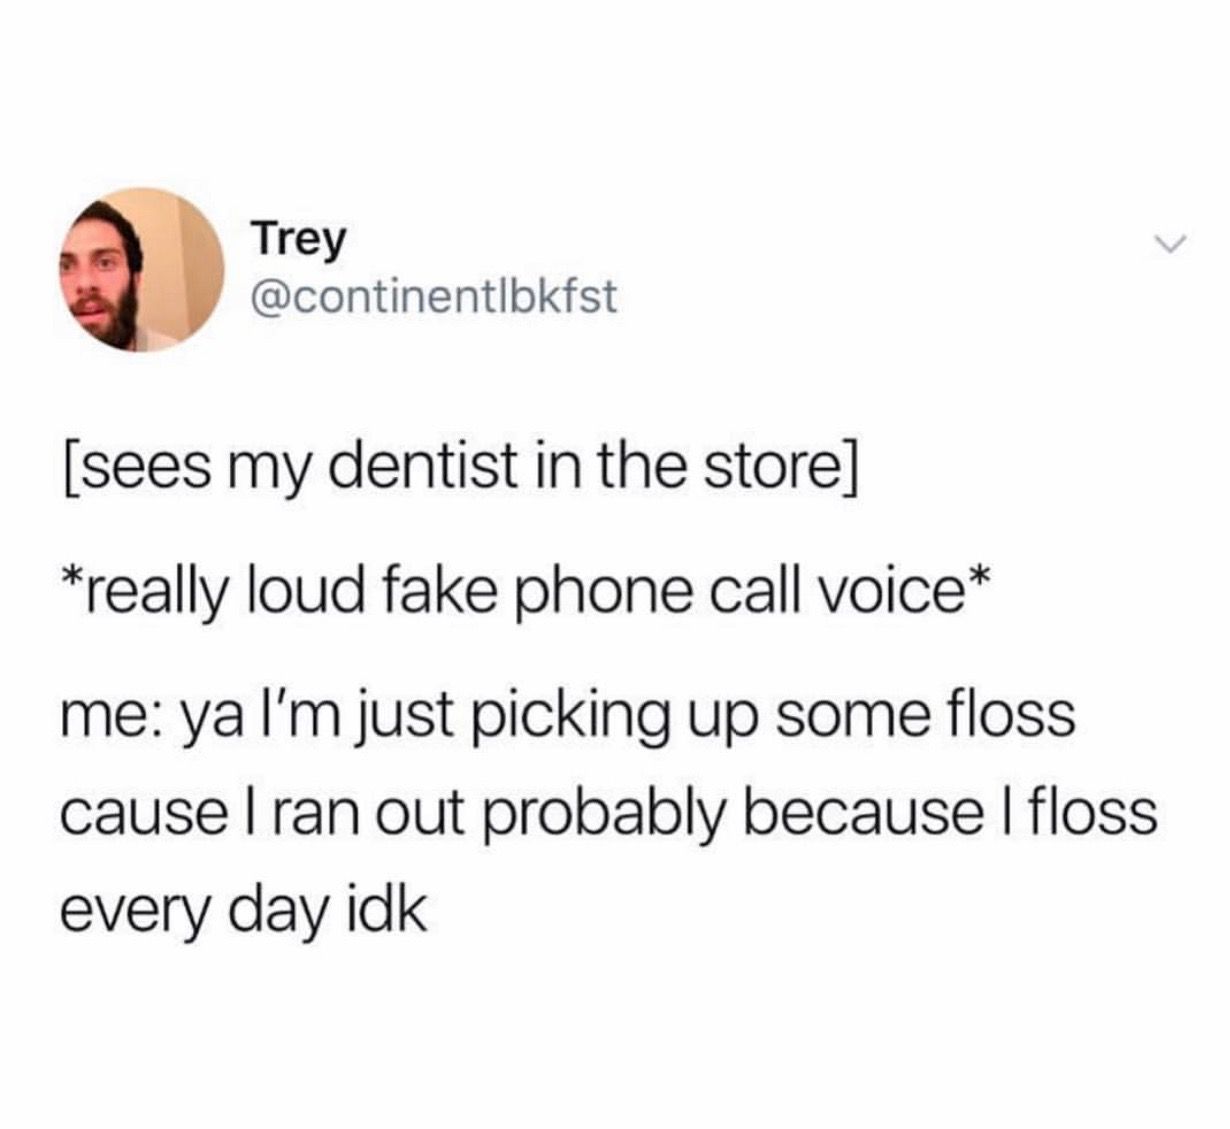 Trey
@continentlbkfst
[sees my dentist in the store]
*really loud fake phone call voice*
me: ya I'm just picking up some floss
cause I ran out probably because I floss
every day idk